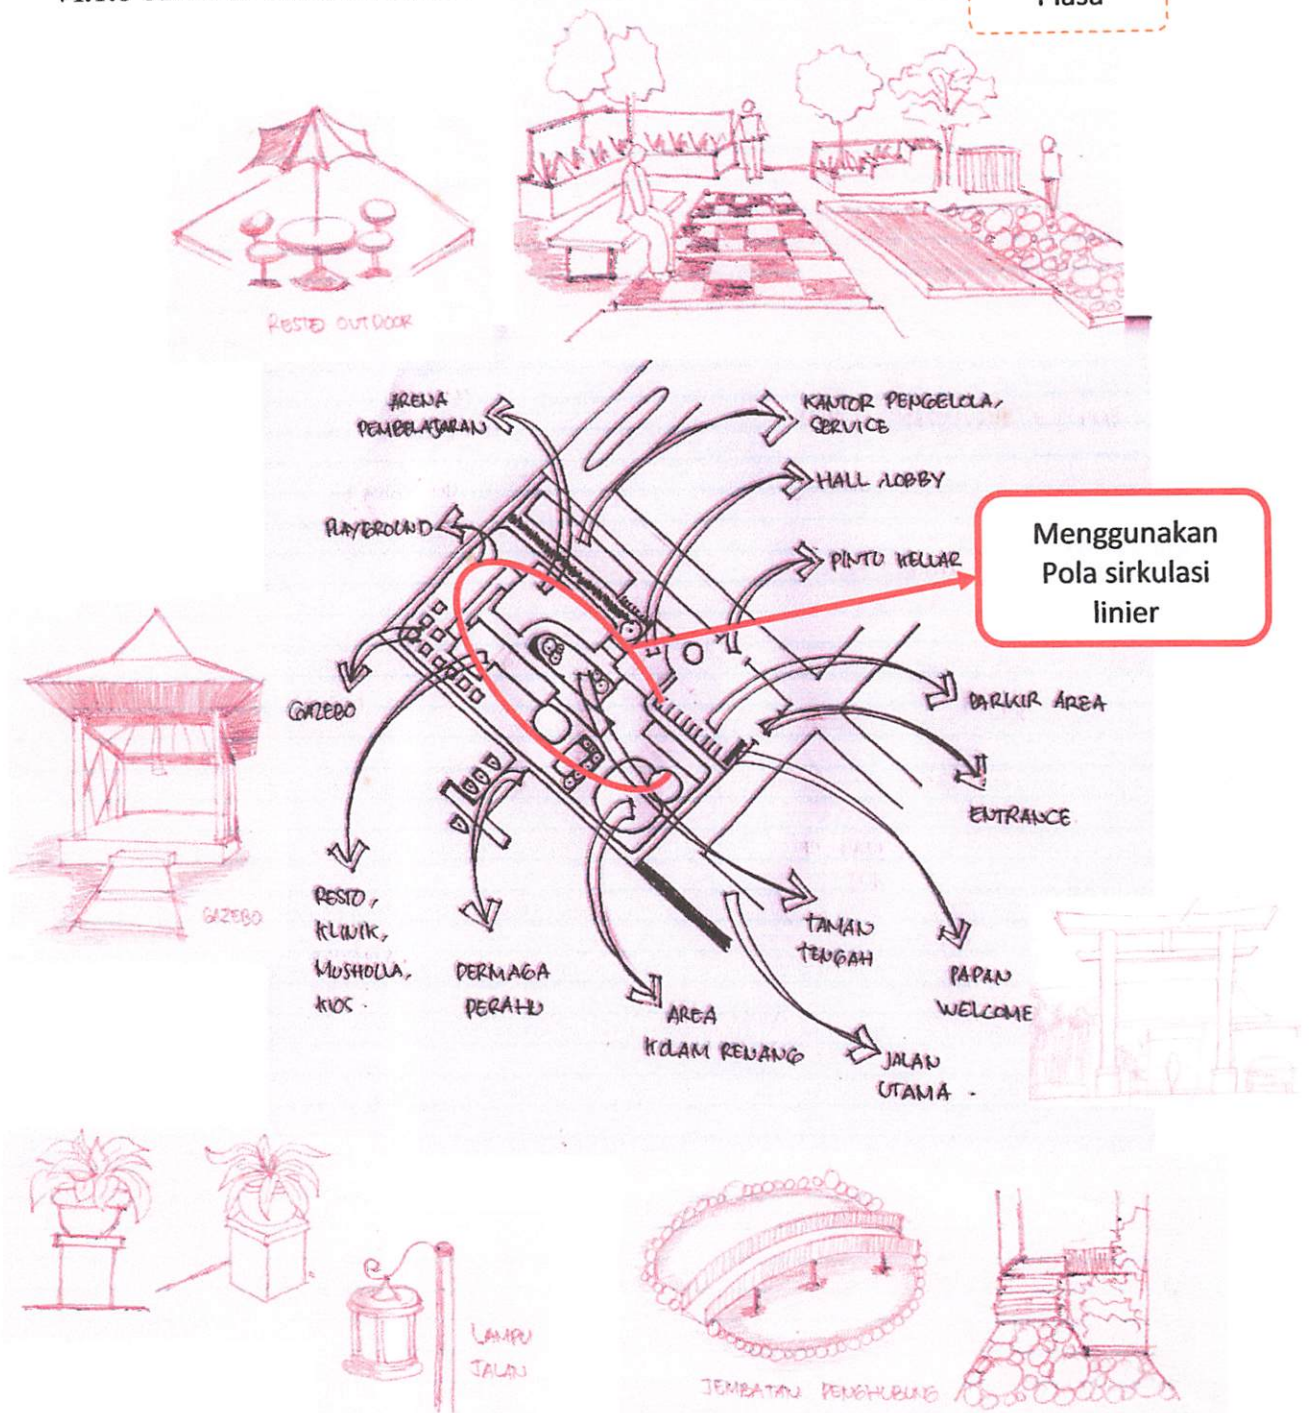 Plasa
RESTO OUTDOOR
ARENA
PEMBELAJARAN
KANTOR PENGELOLA,
SERVICE
HALL LOBBY
PLAYGROUND
PINTU KELUAR
Menggunakan
Pola sirkulasi
linier
GAZEBO
PARKIR AREA
ENTRANCE
GAZEBO
RESTO,
KLINIK,
MUSHOLLA,
KIOS.
DERMAGA
PERAHU
TAMAN
TENGAH
PAPAN
WELCOME
AREA
KOLAM RENANG
JALAN
UTAMA.
LAMPU
JALAN
JEMBATAN PENGHUBUNG